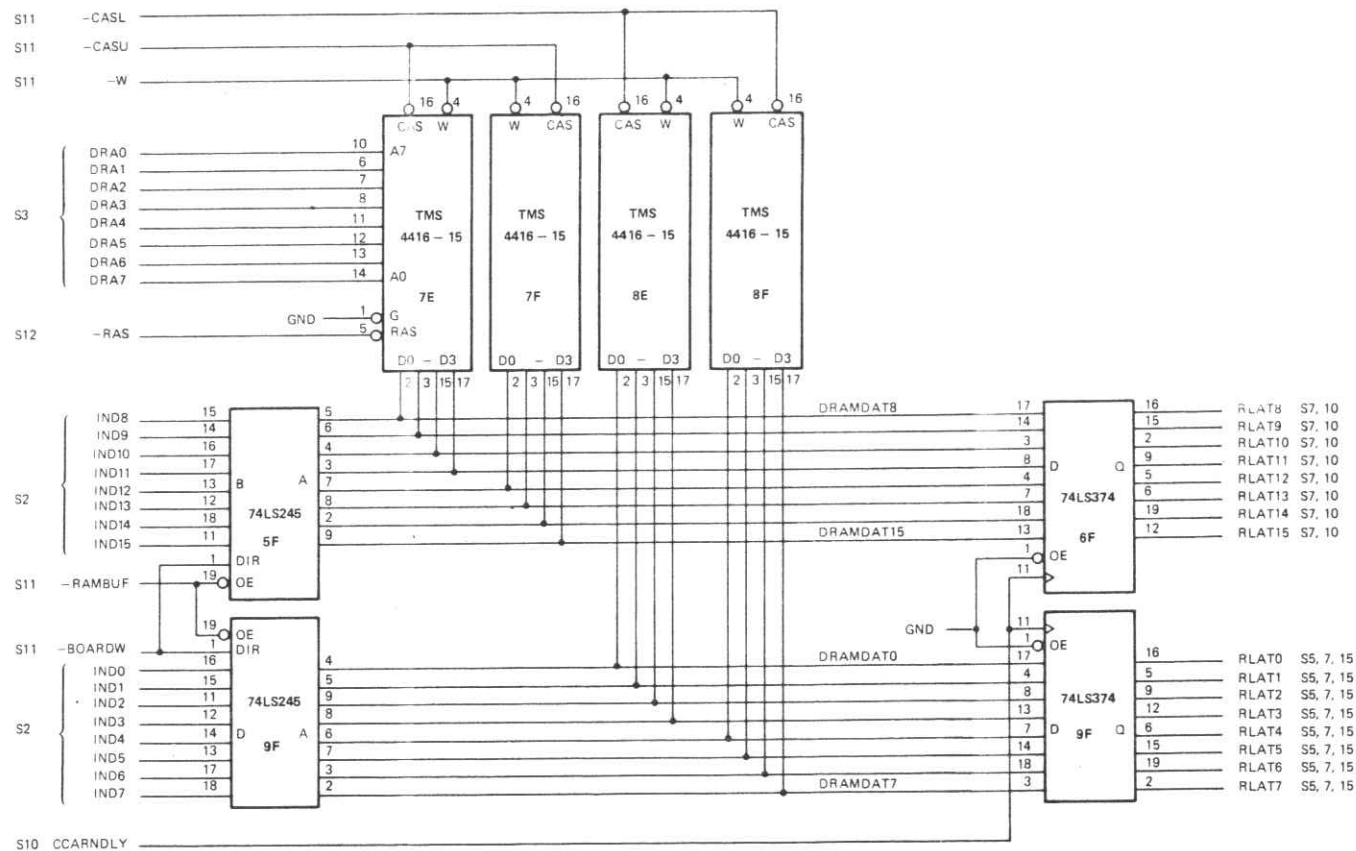 S11 -CASL
S11 -CASU
S11 -W
16 4 4 16 16 4 4 16
CAS W W CAS CAS W W CAS
DRA0 10 A7
DRA1 6
DRA2 7
S3 DRA3 8 TMS TMS TMS TMS
DRA4 11 4416-15 4416-15 4416-15 4416-15
DRA5 12
DRA6 13
DRA7 14 A0
7E 7F 8E 8F
GND 1 G
S12 -RAS 5 RAS
D0 - D3 D0 - D3 D0 - D3 D0 - D3
2 3 15 17 2 3 15 17 2 3 15 17 2 3 15 17
IND8 15 5 DRAMDAT8 17 16 RLAT8 S7, 10
IND9 14 6 14 15 RLAT9 S7, 10
IND10 16 4 3 2 RLAT10 S7, 10
IND11 17 3 8 D Q 9 RLAT11 S7, 10
S2 IND12 13 B A 7 4 5 RLAT12 S7, 10
IND13 12 74LS245 8 7 74LS374 6 RLAT13 S7, 10
IND14 18 2 18 19 RLAT14 S7, 10
IND15 11 5F 9 DRAMDAT15 13 6F 12 RLAT15 S7, 10
1 DIR 1 OE
S11 -RAMBUF 19 OE 11
19 OE GND 11
S11 -BOARDW 1 DIR 1 OE
IND0 16 4 DRAMDAT0 17 16 RLAT0 S5, 7, 15
IND1 15 5 4 5 RLAT1 S5, 7, 15
IND2 11 74LS245 9 8 74LS374 9 RLAT2 S5, 7, 15
S2 IND3 12 8 13 12 RLAT3 S5, 7, 15
IND4 14 D A 6 7 D Q 6 RLAT4 S5, 7, 15
IND5 13 9F 7 14 9F 15 RLAT5 S5, 7, 15
IND6 17 3 18 19 RLAT6 S5, 7, 15
IND7 18 2 DRAMDAT7 3 2 RLAT7 S5, 7, 15
S10 CCARNDLY